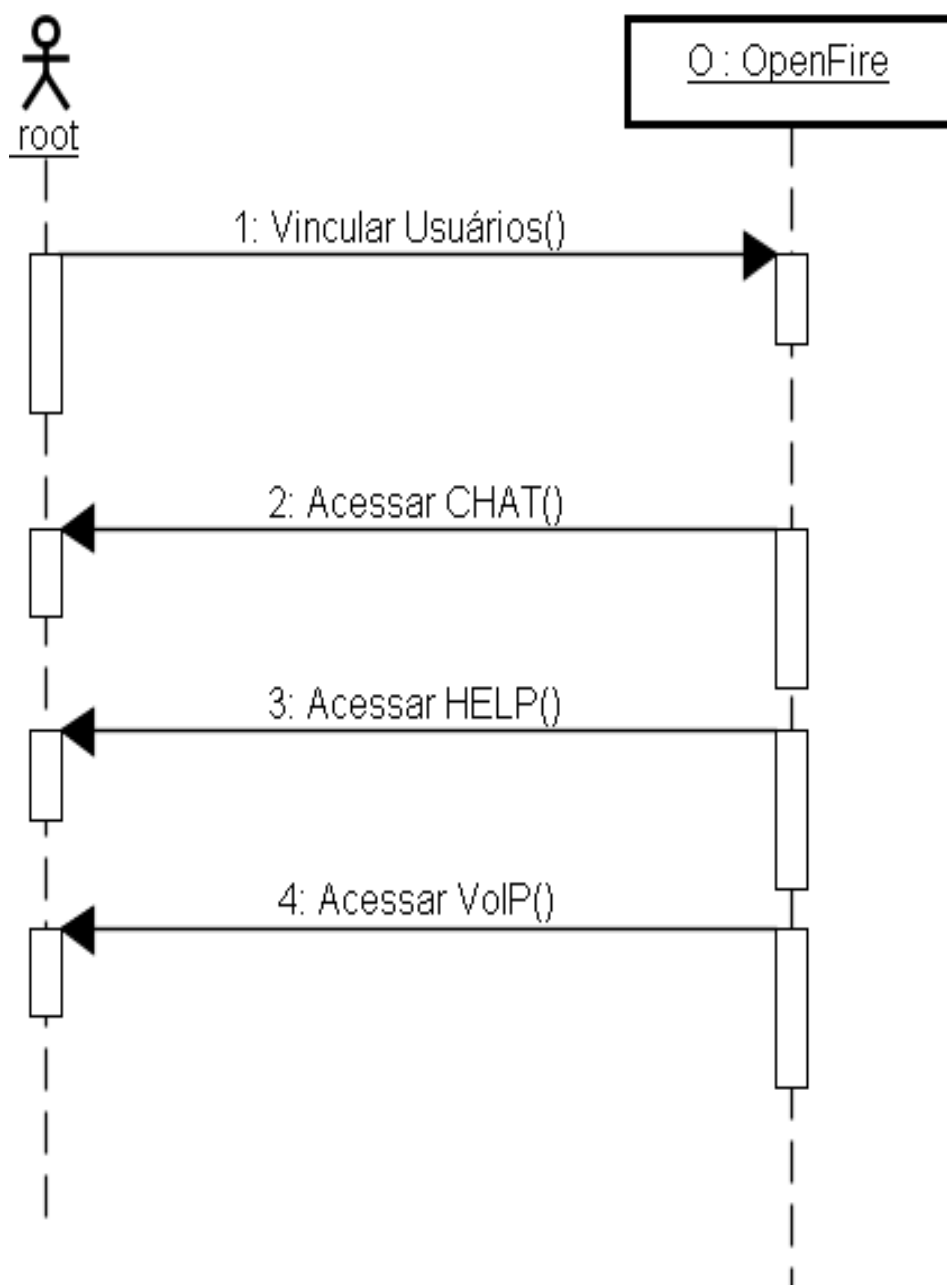 O : OpenFire
root
1: Vincular Usuários()
2: Acessar CHAT()
3: Acessar HELP()
4: Acessar VoIP()